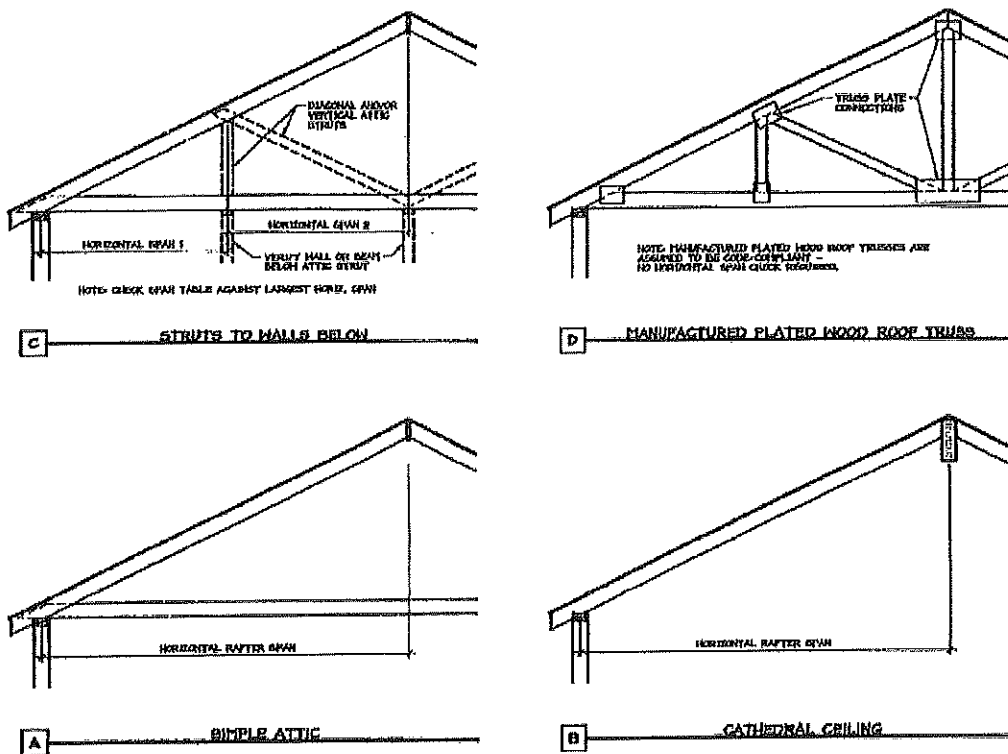 DIAGONAL AND/OR
VERTICAL ATTIC
STRUTS
HORIZONTAL SPAN 1
HORIZONTAL SPAN 2
VERIFY WALL OR BEAM
BELOW ATTIC STRUT
NOTE: CHECK SPAN TABLE AGAINST LARGEST HORIZ. SPAN
C
STRUTS TO WALLS BELOW
TRUSS PLATE
CONNECTIONS
NOTE: MANUFACTURED PLATED WOOD ROOF TRUSSES ARE
ASSUMED TO BE CODE-COMPLIANT -
NO HORIZONTAL SPAN CHECK REQUIRED.
D
MANUFACTURED PLATED WOOD ROOF TRUSS
HORIZONTAL RAFTER SPAN
A
SIMPLE ATTIC
HORIZONTAL RAFTER SPAN
B
CATHEDRAL CEILING